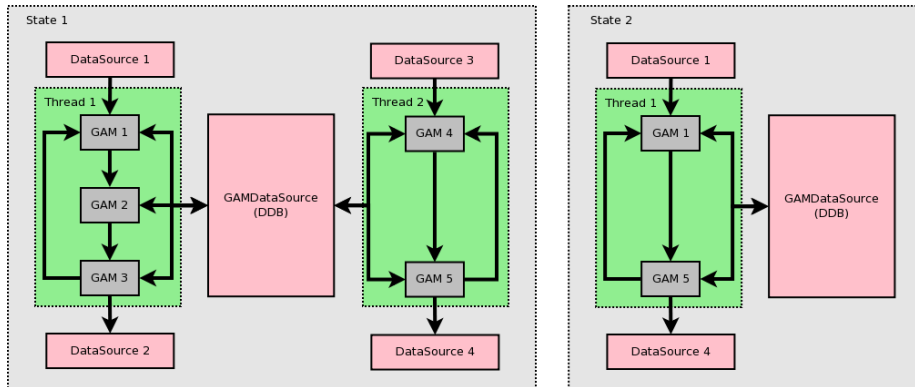 State 1
DataSource 1
Thread 1
GAM 1
GAM 2
GAM 3
DataSource 2
GAMDataSource
(DDB)
DataSource 3
Thread 2
GAM 4
GAM 5
DataSource 4
State 2
DataSource 1
Thread 1
GAM 1
GAM 5
DataSource 4
GAMDataSource
(DDB)